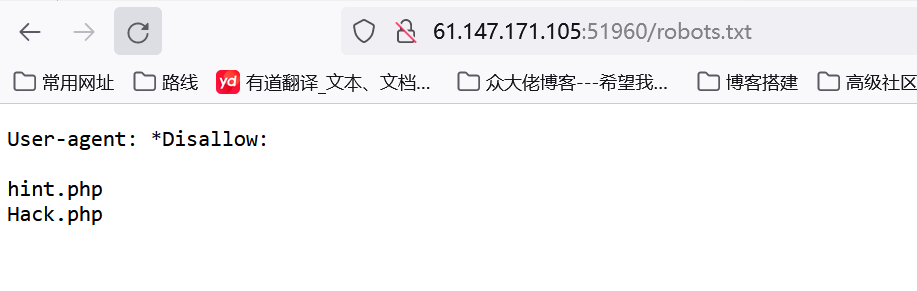 61.147.171.105:51960/robots.txt
常用网址 路线 yd 有道翻译_文本、文档... 众大佬博客---希望我... 博客搭建 高级社区
User-agent: *Disallow:
hint.php
Hack.php